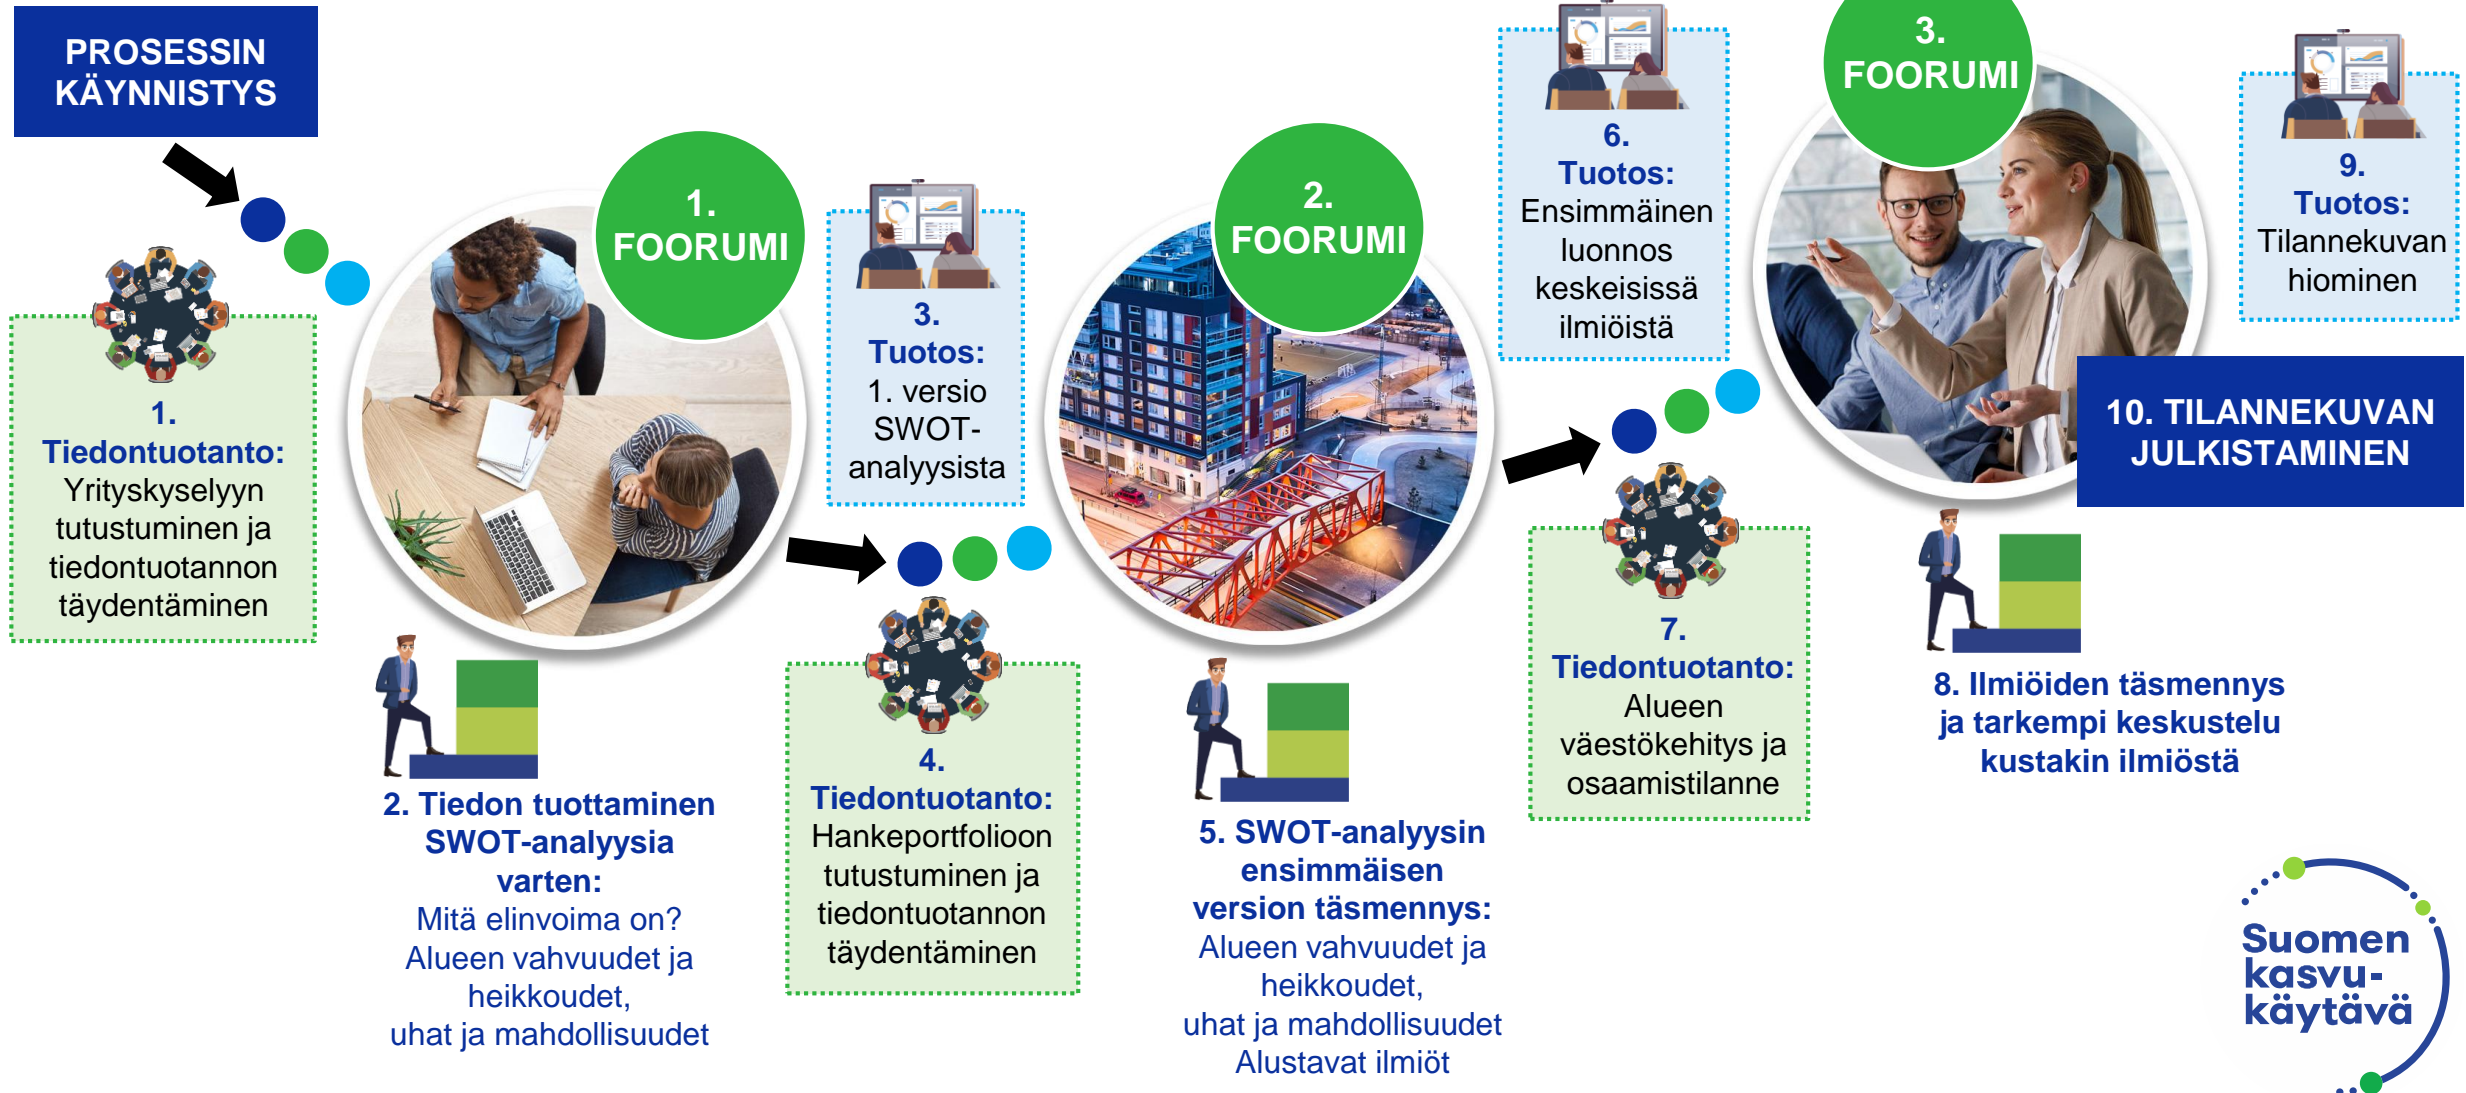 PROSESSIN
KÄYNNISTYS
1.
Tiedontuotanto:
Yrityskyselyyn
tutustuminen ja
tiedontuotannon
täydentäminen
1.
FOORUMI
2. Tiedon tuottaminen
SWOT-analyysia
varten:
Mitä elinvoima on?
Alueen vahvuudet ja
heikkoudet,
uhat ja mahdollisuudet
3.
Tuotos:
1. versio
SWOT-
analyysista
4.
Tiedontuotanto:
Hankeportfolioon
tutustuminen ja
tiedontuotannon
täydentäminen
2.
FOORUMI
5. SWOT-analyysin
ensimmäisen
version täsmennys:
Alueen vahvuudet ja
heikkoudet,
uhat ja mahdollisuudet
Alustavat ilmiöt
6.
Tuotos:
Ensimmäinen
luonnos
keskeisissä
ilmiöistä
7.
Tiedontuotanto:
Alueen
väestökehitys ja
osaamistilanne
3.
FOORUMI
8. Ilmiöiden täsmennys
ja tarkempi keskustelu
kustakin ilmiöstä
9.
Tuotos:
Tilannekuvan
hiominen
10. TILANNEKUVAN
JULKISTAMINEN
Suomen
kasvu-
käytävä